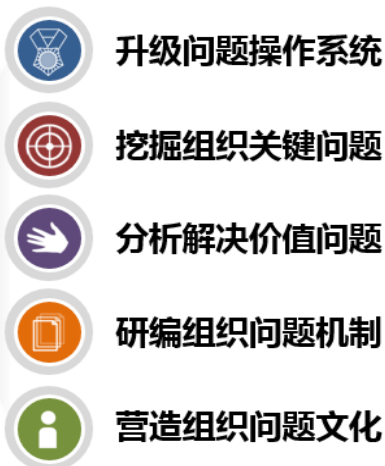 升级问题操作系统
挖掘组织关键问题
分析解决价值问题
研编组织问题机制
营造组织问题文化